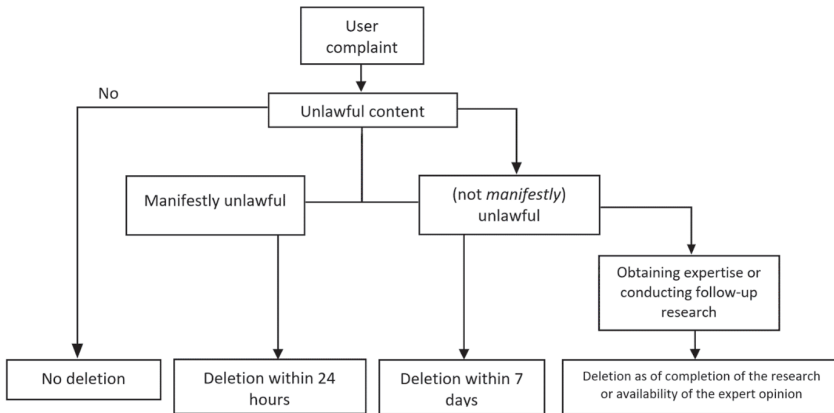 User
complaint
No
Unlawful content
Manifestly unlawful
(not manifestly)
unlawful
Obtaining expertise or
conducting follow-up
research
No deletion
Deletion within 24
hours
Deletion within 7
days
Deletion as of completion of the research
or availability of the expert opinion